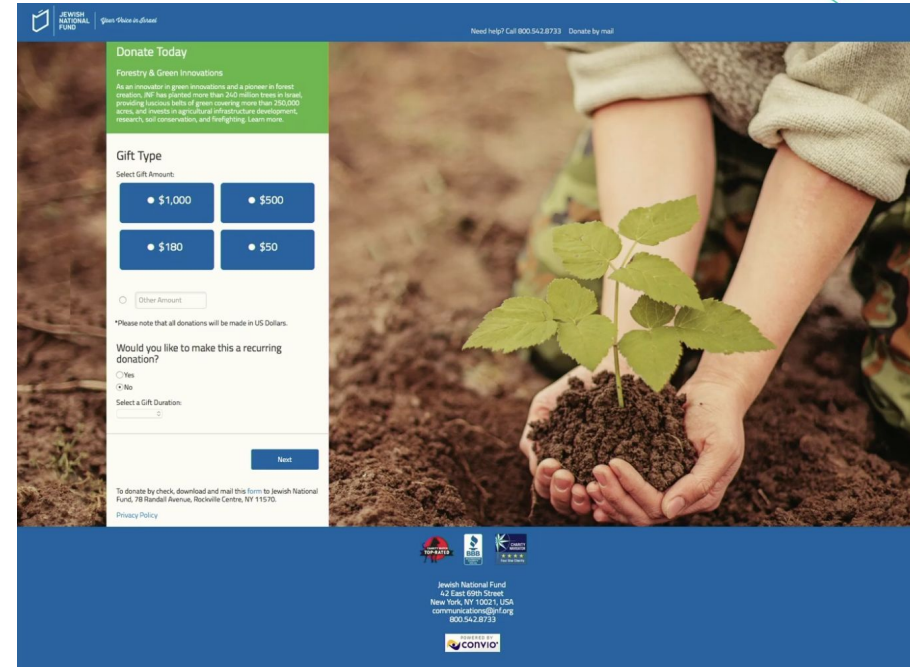 JEWISH
NATIONAL
FUND
Your Voice in Israel
Need help? Call 800.542.8733 Donate by mail
Donate Today
Forestry & Green Innovations
As an innovator in green innovations and a pioneer in forest
creation, JNF has planted more than 240 million trees in Israel,
providing luscious belts of green covering more than 250,000
acres, and invests in agricultural infrastructure development,
research, soil conservation, and firefighting. Learn more.
Gift Type
Select Gift Amount:
$1,000
$500
$180
$50
Other Amount
*Please note that all donations will be made in US Dollars.
Would you like to make this a recurring
donation?
Yes
No
Select a Gift Duration:
Next
To donate by check, download and mail this form to Jewish National
Fund, 78 Randall Avenue, Rockville Centre, NY 11570.
Privacy Policy
TOP-RATED
BBB
CHARITY
NAVIGATOR
Four Star Charity
Jewish National Fund
42 East 69th Street
New York, NY 10021, USA
communications@jnf.org
800.542.8733
POWERED BY
CONVIO